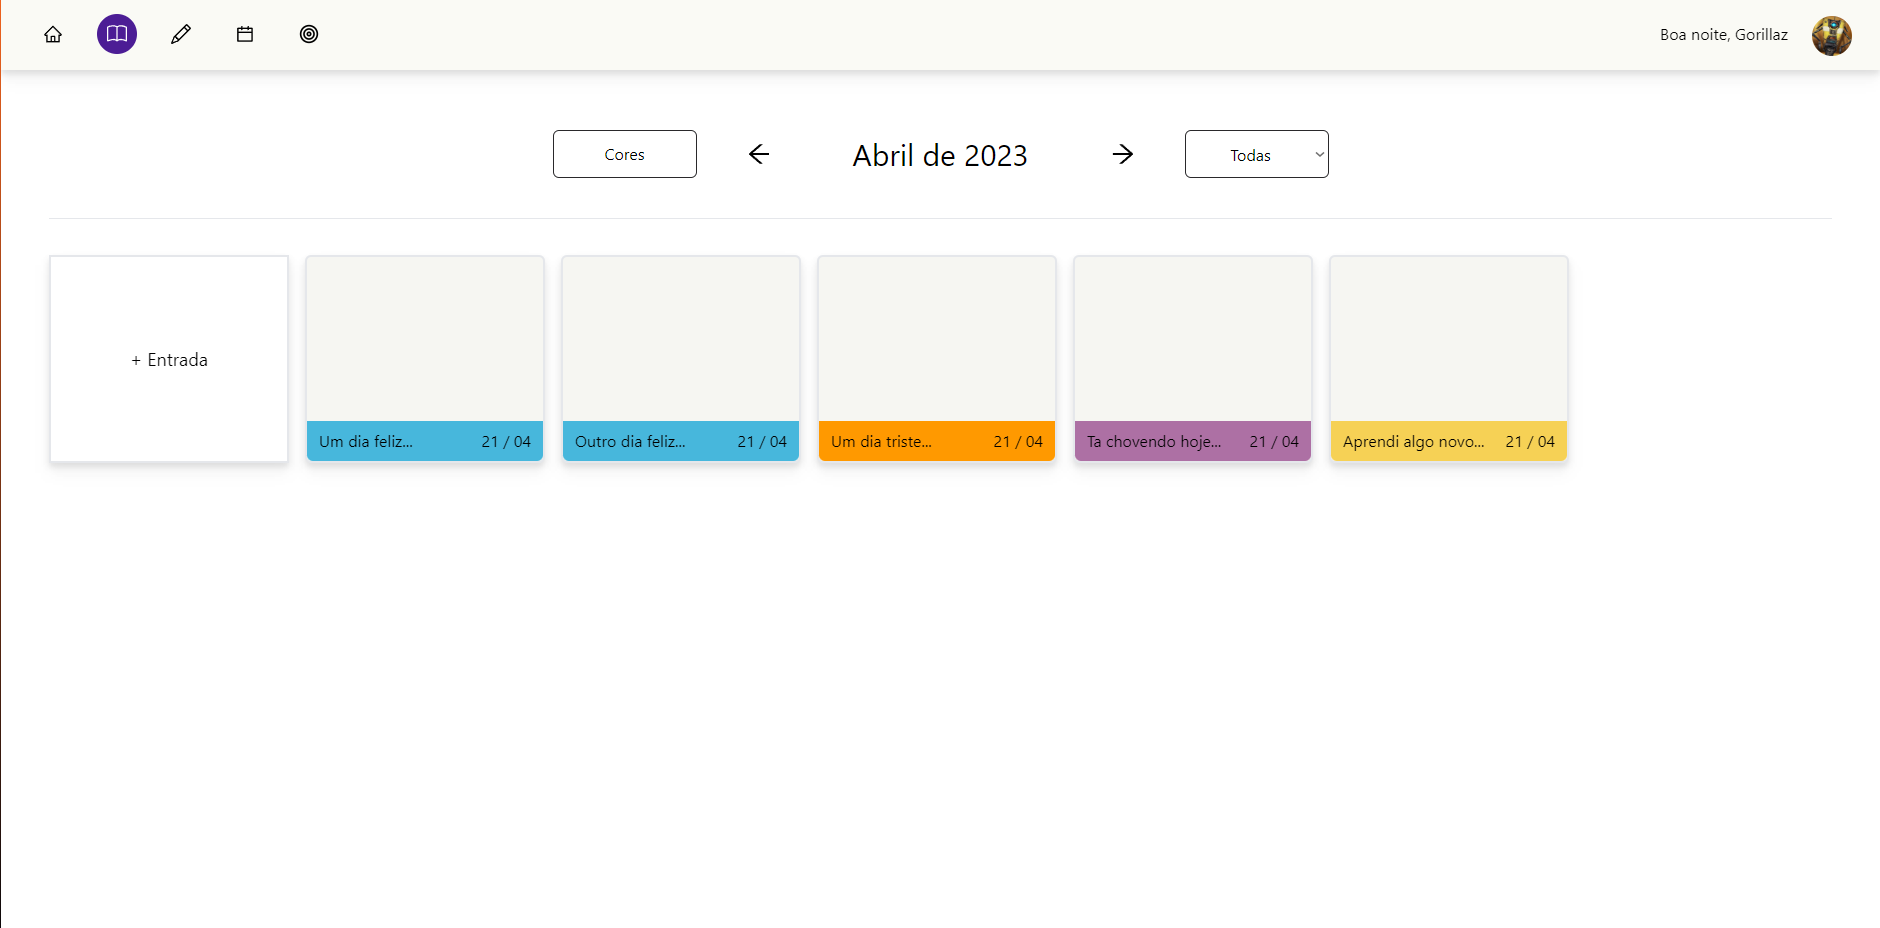 Boa noite, Gorillaz
Cores
Abril de 2023
Todas
+ Entrada
Um dia feliz... 21 / 04
Outro dia feliz... 21 / 04
Um dia triste... 21 / 04
Ta chovendo hoje... 21 / 04
Aprendi algo novo... 21 / 04